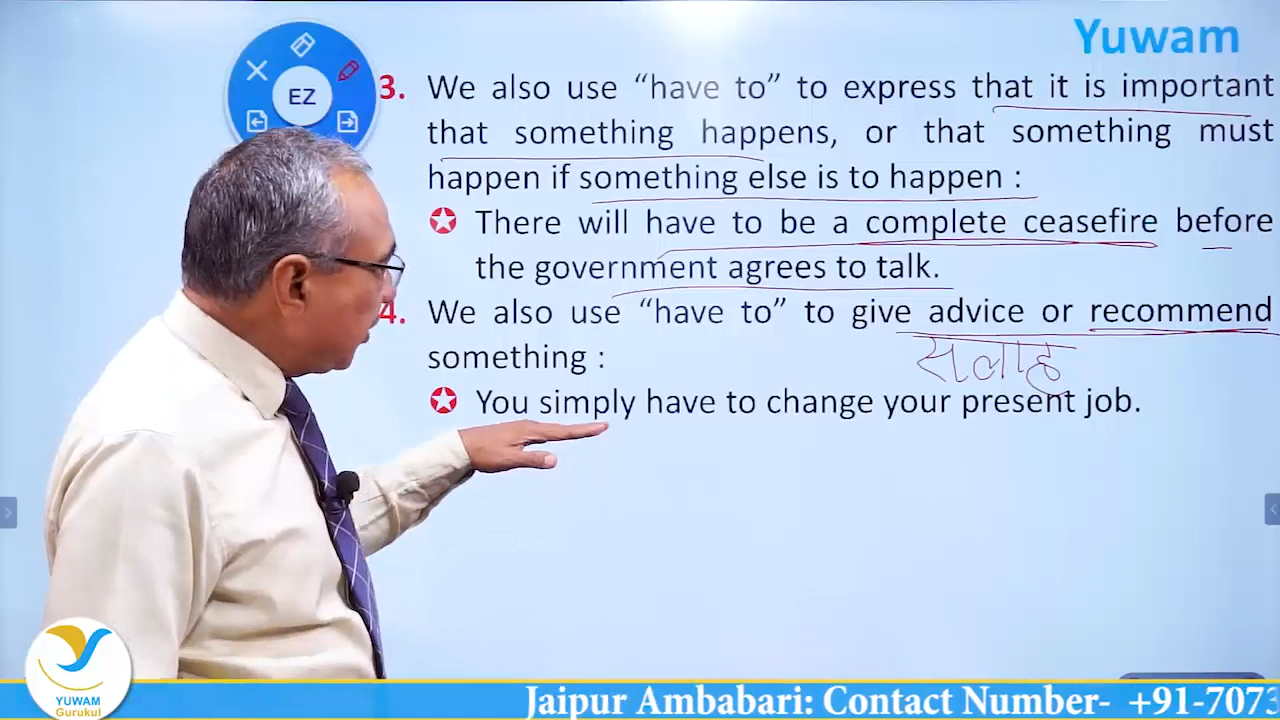 Yuwam
EZ
3. We also use “have to” to express that it is important
that something happens, or that something must
happen if something else is to happen :
There will have to be a complete ceasefire before
the government agrees to talk.
4. We also use “have to” to give advice or recommend
something :
सलाह
You simply have to change your present job.
YUWAM
Gurukul
Jaipur Ambabari: Contact Number- +91-7073